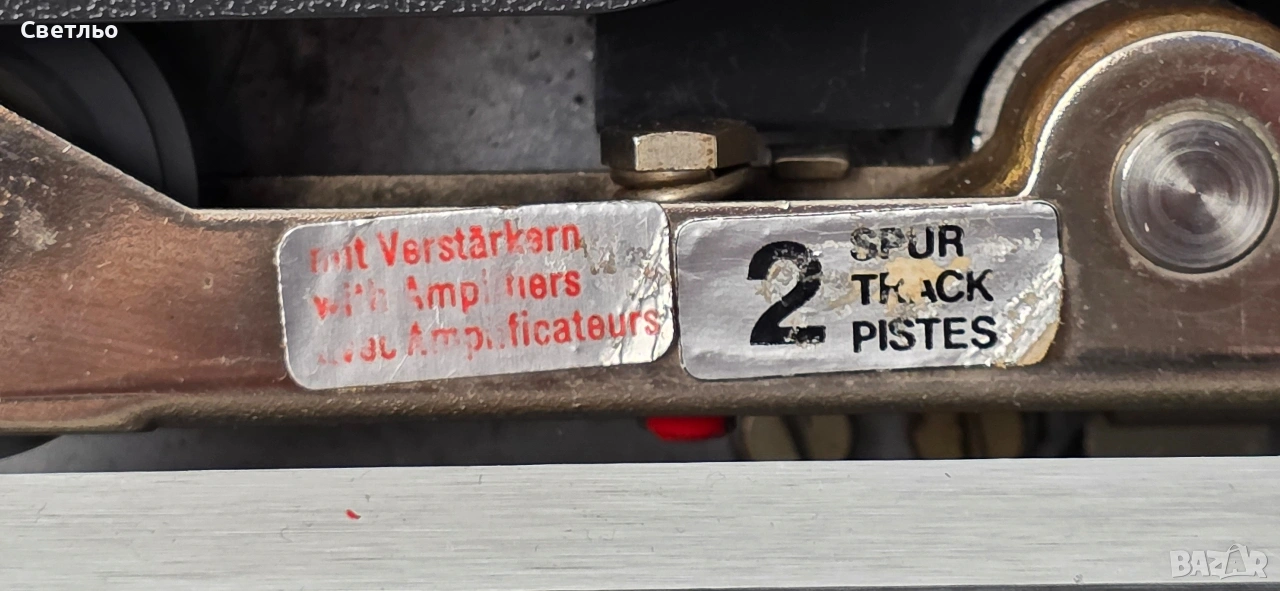 Светльо
mit Verstärkern
with Amplifiers
avec Amplificateurs
2
SPUR
TRACK
PISTES
BAZAR